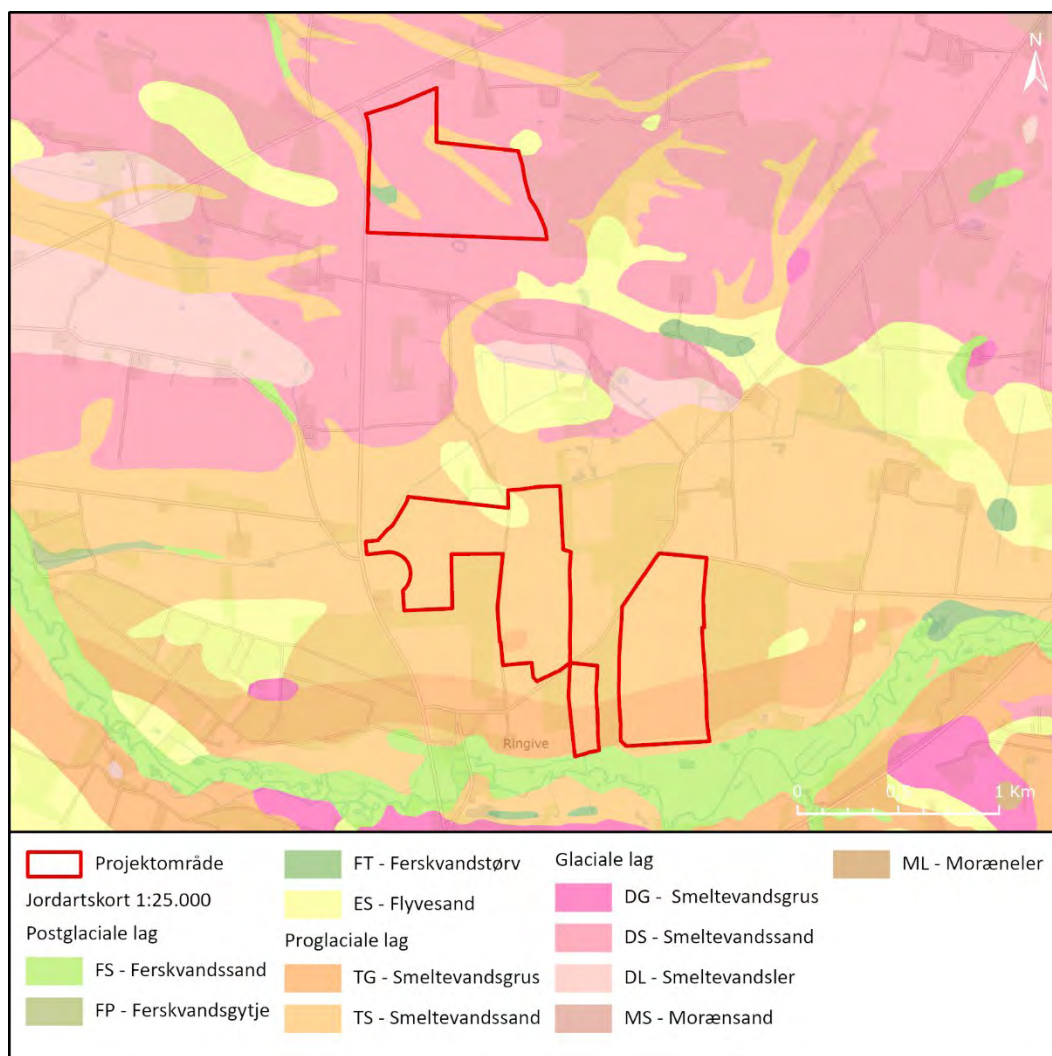 N
Ringive
0
1 Km
Projektområde
Jordartskort 1:25.000
Postglaciale lag
FS - Ferskvandssand
FP - Ferskvandsgytje
FT - Ferskvandstørv
ES - Flyvesand
Proglaciale lag
TG - Smeltevandsgrus
TS - Smeltevandssand
Glaciale lag
DG - Smeltevandsgrus
DS - Smeltevandssand
DL - Smeltevandsler
MS - Morænsand
ML - Moræneler